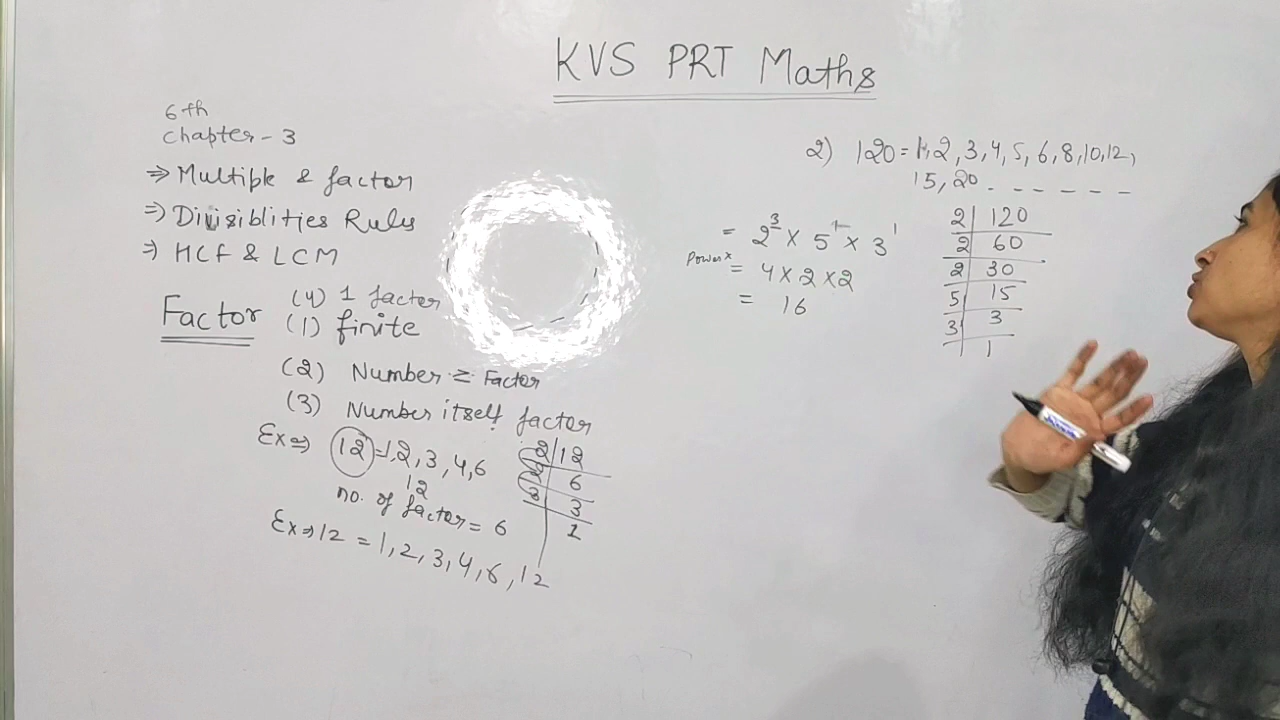 KVS PRT Maths
6th
Chapter - 3
⇒ Multiple & factor
⇒ Divisiblities Rules
⇒ HCf & LCM
Factor
(4) 1 factor
(1) finite
(2) Number ≥ Factor
(3) Number itself factor
Ex⇒ 12 = 1,2,3,4,6
12
no. of factor = 6
Ex⇒12 = 1,2,3,4,6,12
2|12
2|6
3|3
1
2) 120 = 1,2,3,4,5,6,8,10,12,
15,20 - - - - - -
= 2³ × 5¹ × 3¹
Power
= 4×2×2
= 16
2|120
2|60
2|30
5|15
3|3
|1